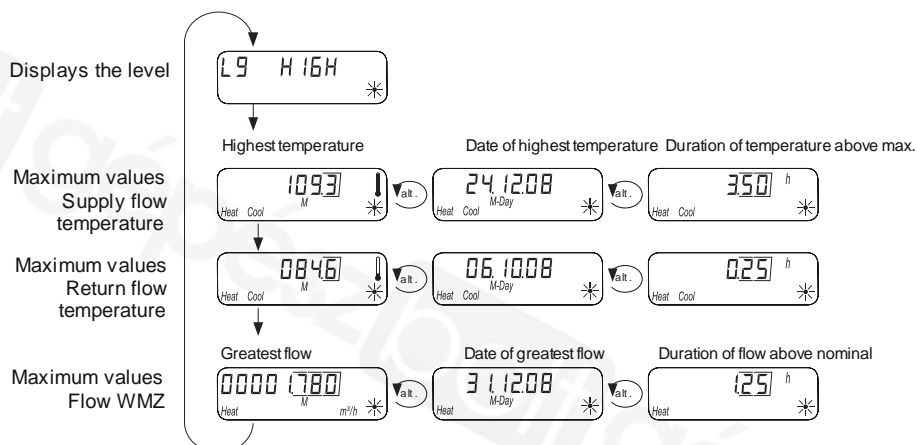 Displays the level
L9 HIGH
Highest temperature
Date of highest temperature
Duration of temperature above max.
Maximum values
Supply flow
temperature
109.3
M
Heat Cool
alt.
24.12.08
M-Day
Heat Cool
alt.
3.50 h
Heat Cool
Maximum values
Return flow
temperature
084.6
M
Heat Cool
alt.
06.10.08
M-Day
Heat Cool
alt.
0.25 h
Heat Cool
Greatest flow
Date of greatest flow
Duration of flow above nominal
Maximum values
Flow WMZ
00001.780
M
Heat
m³/h
alt.
31.12.08
M-Day
Heat
alt.
1.25 h
Heat
gépészbolt